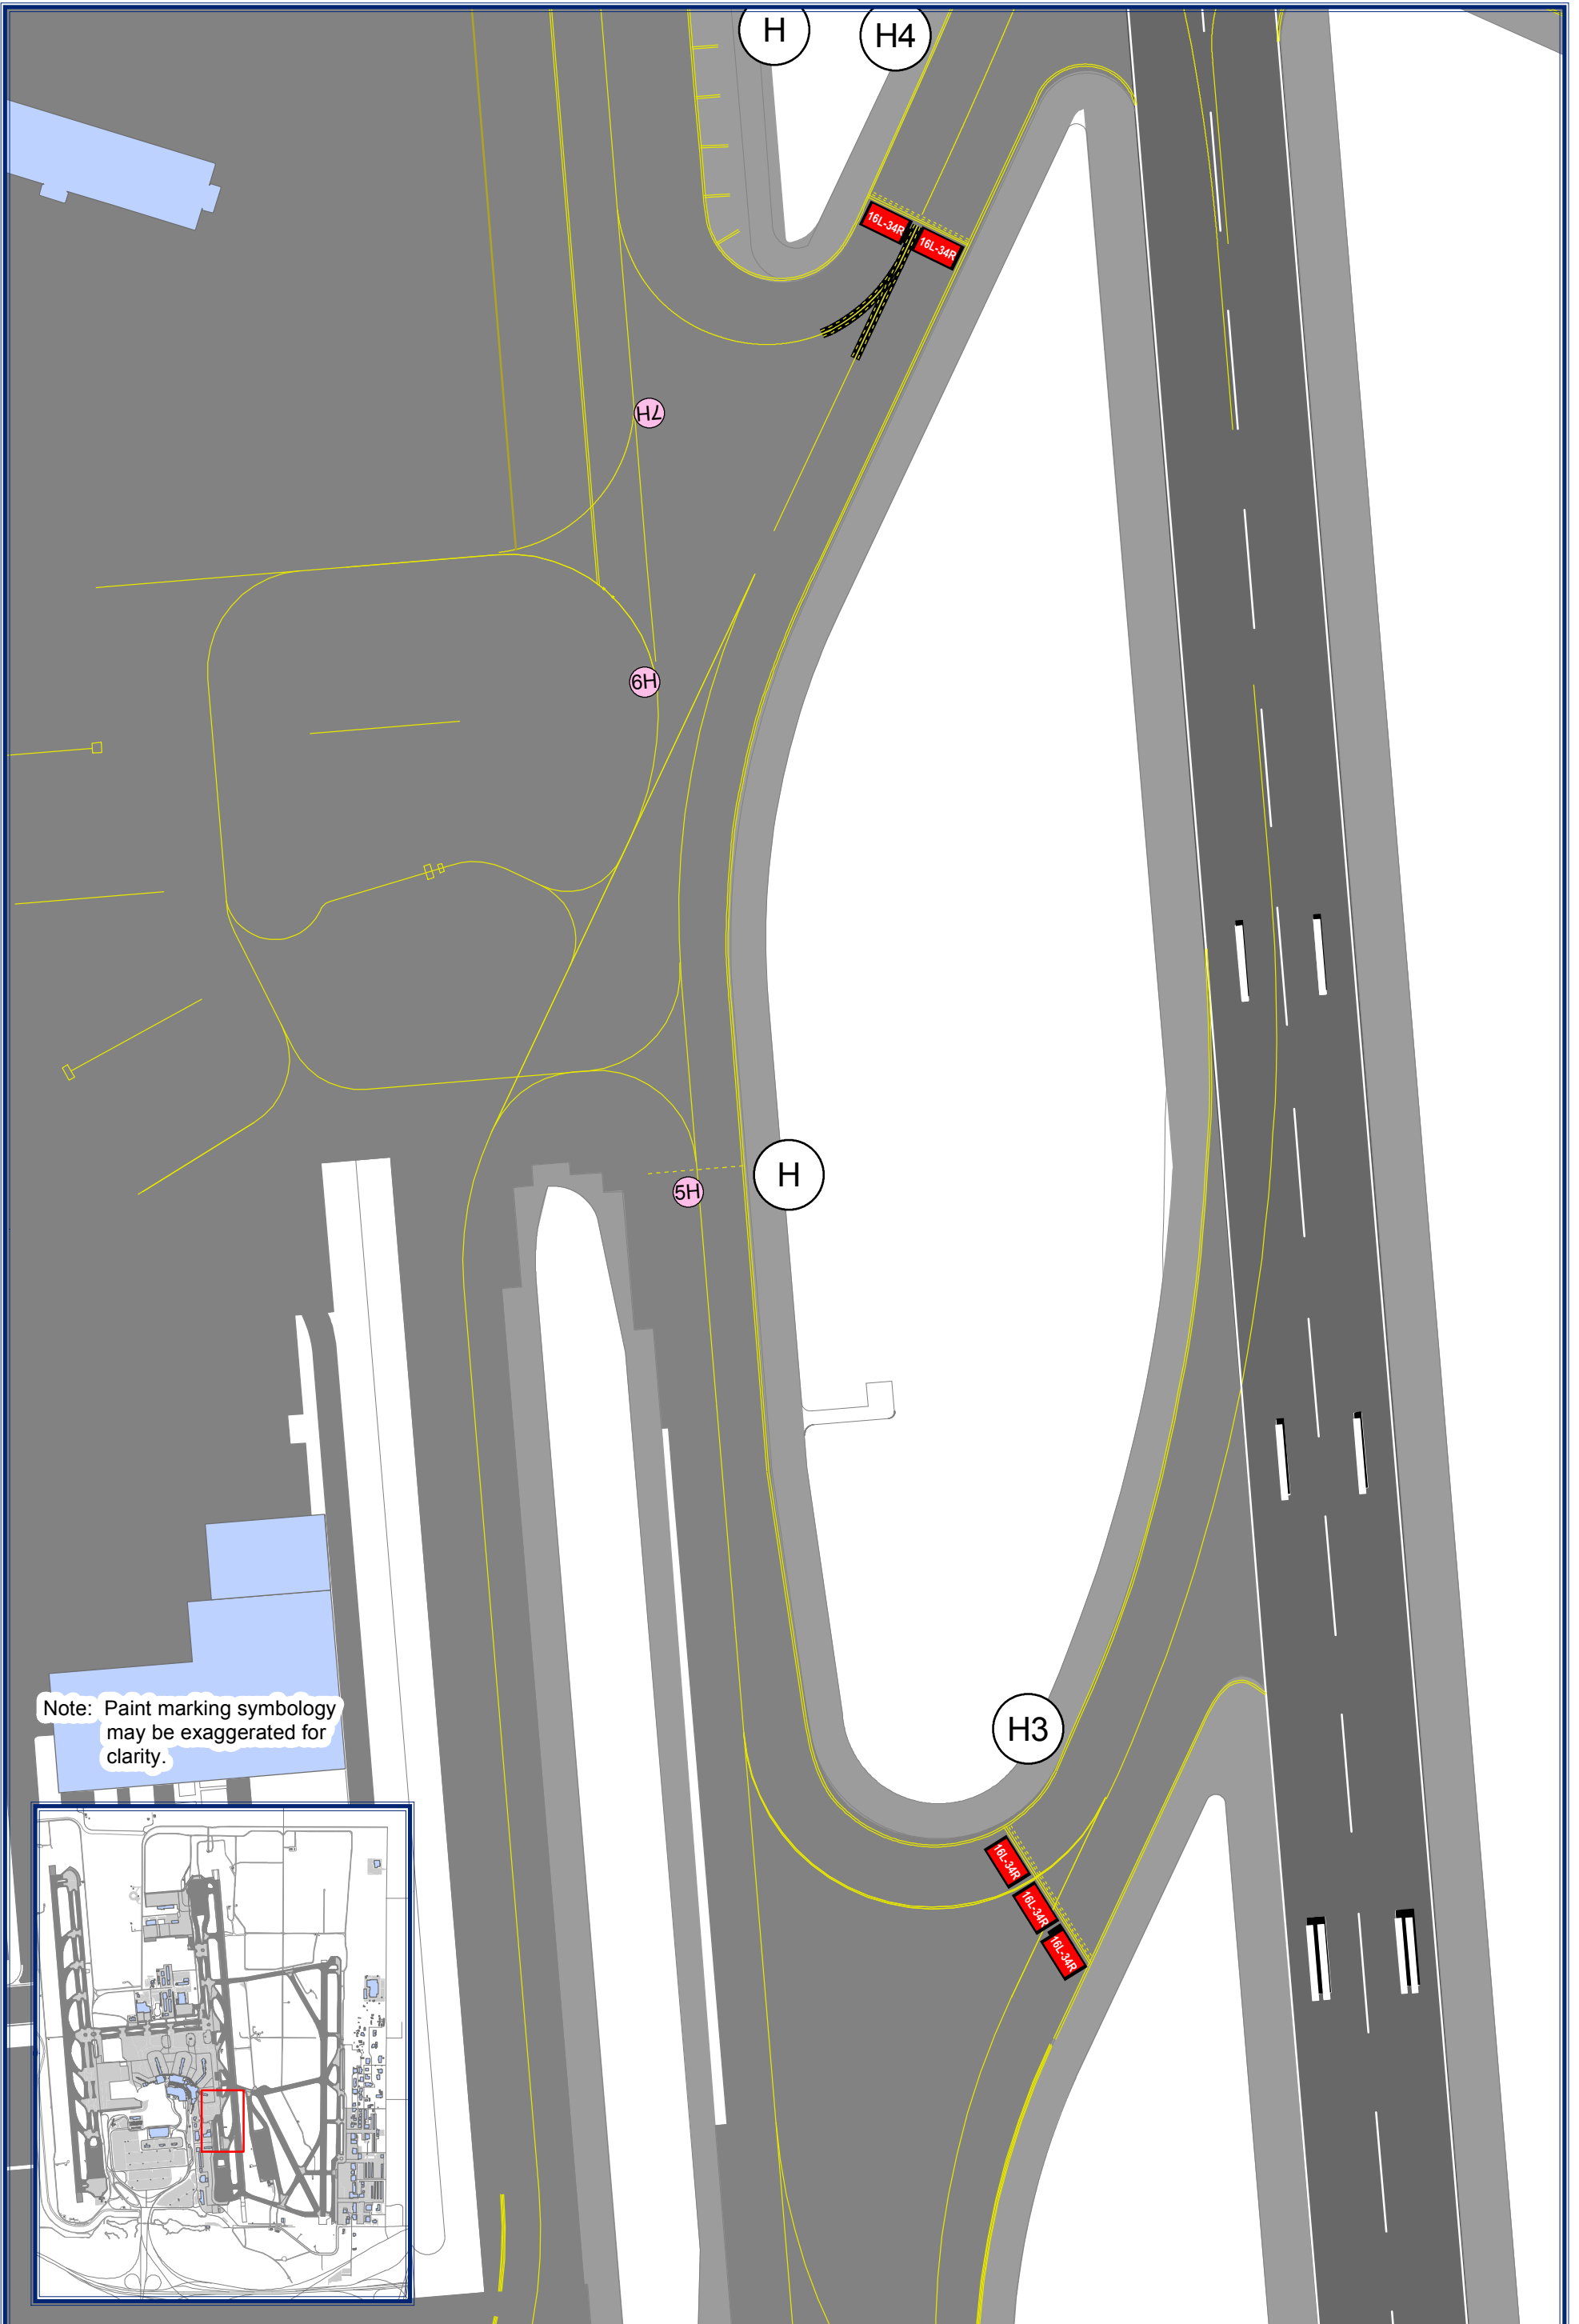 H
H4
16L-34R
16L-34R
7H
6H
H
5H
H3
Note: Paint marking symbology
may be exaggerated for
clarity.
16L-34R
16L-34R
16L-34R